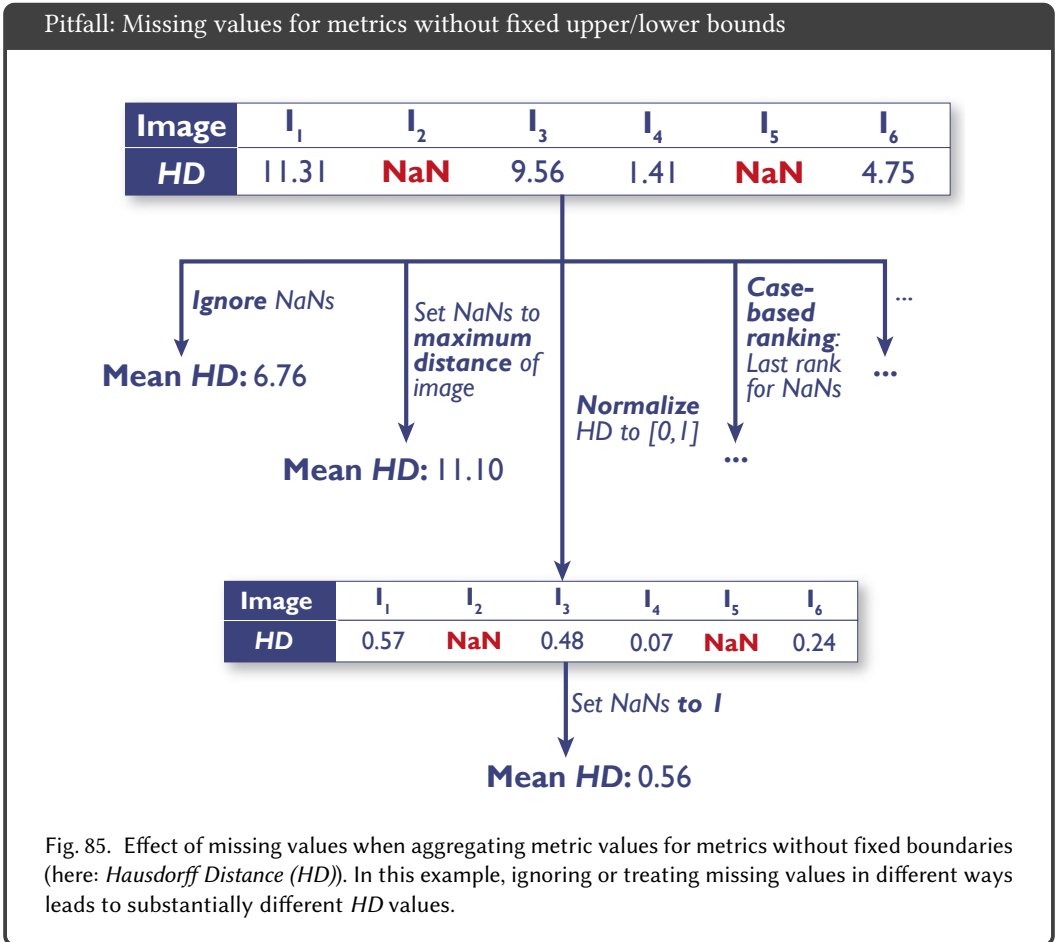 Pitfall: Missing values for metrics without fixed upper/lower bounds
Image I1 I2 I3 I4 I5 I6
HD 11.31 NaN 9.56 1.41 NaN 4.75
Ignore NaNs
Mean HD: 6.76
Set NaNs to
maximum
distance of
image
Mean HD: 11.10
Normalize
HD to [0,1]
Case-
based
ranking:
Last rank
for NaNs
...
...
...
Image I1 I2 I3 I4 I5 I6
HD 0.57 NaN 0.48 0.07 NaN 0.24
Set NaNs to 1
Mean HD: 0.56
Fig. 85. Effect of missing values when aggregating metric values for metrics without fixed boundaries
(here: Hausdorff Distance (HD)). In this example, ignoring or treating missing values in different ways
leads to substantially different HD values.